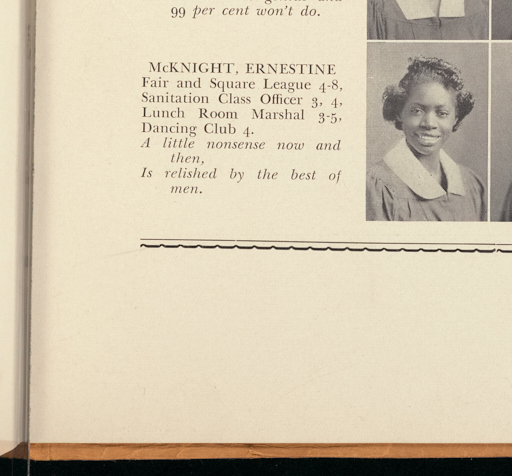 99 per cent won't do.
McKNIGHT, ERNESTINE
Fair and Square League 4-8,
Sanitation Class Officer 3, 4,
Lunch Room Marshal 3-5,
Dancing Club 4.
A little nonsense now and
then,
Is relished by the best of
men.